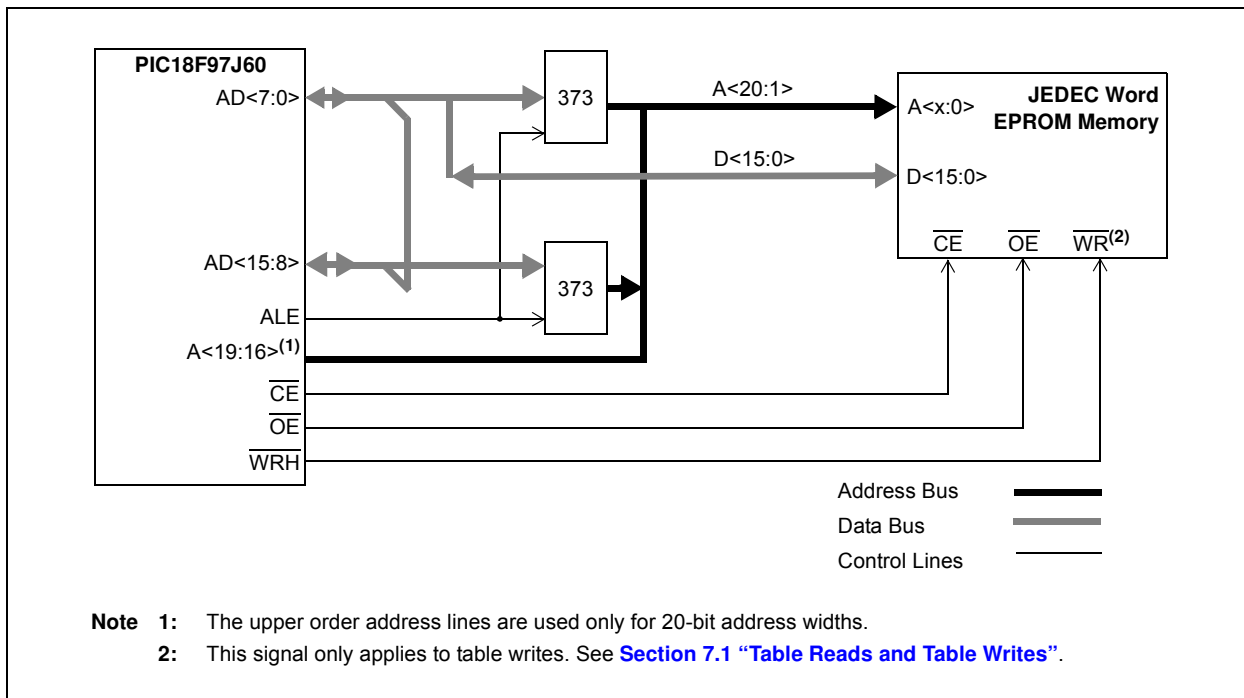 PIC18F97J60
AD<7:0>
373
A<20:1>
A<x:0>
JEDEC Word
EPROM Memory
D<15:0>
D<15:0>
CE OE WR(2)
AD<15:8>
373
ALE
A<19:16>(1)
CE
OE
WRH
Address Bus
Data Bus
Control Lines
Note 1: The upper order address lines are used only for 20-bit address widths.
2: This signal only applies to table writes. See Section 7.1 “Table Reads and Table Writes”.